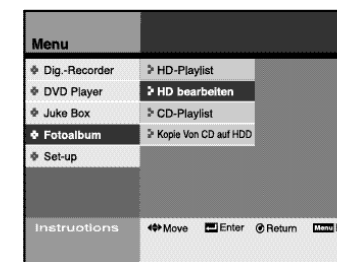 Menu
Dig.-Recorder
HD-Playlist
DVD Player
HD bearbeiten
Juke Box
CD-Playlist
Fotoalbum
Kopie Von CD auf HDD
Set-up
Instruotions
Move Enter Return Menu